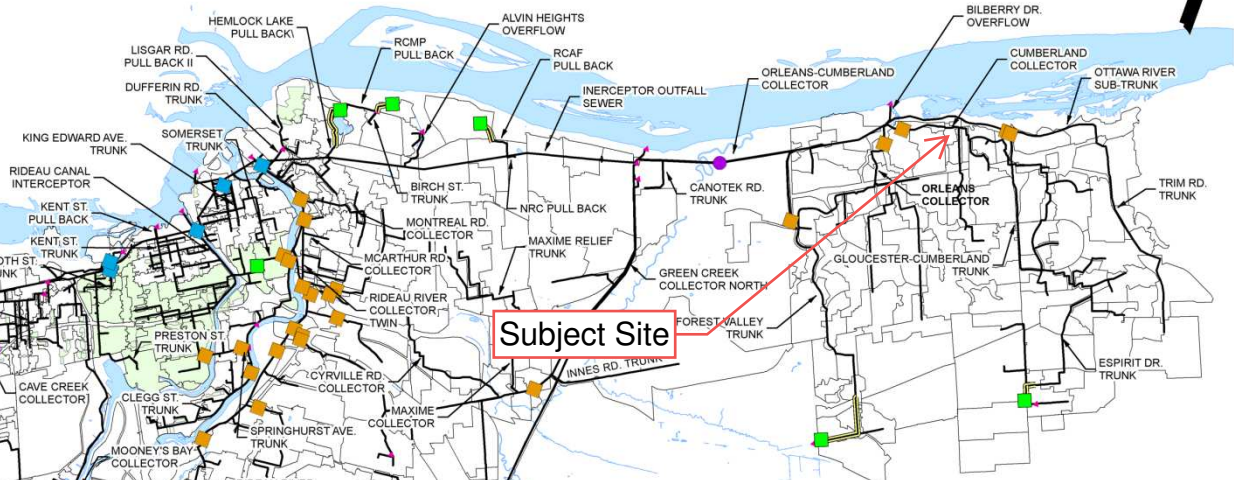 HEMLOCK LAKE
PULL BACK\
ALVIN HEIGHTS
OVERFLOW
BILBERRY DR.
OVERFLOW
LISGAR RD.
PULL BACK II
RCMP
PULL BACK
RCAF
PULL BACK
CUMBERLAND
COLLECTOR
DUFFERIN RD.
TRUNK
INERCEPTOR OUTFALL
SEWER
ORLEANS-CUMBERLAND
COLLECTOR
OTTAWA RIVER
SUB-TRUNK
KING EDWARD AVE.
TRUNK
SOMERSET
TRUNK
RIDEAU CANAL
INTERCEPTOR
BIRCH ST.
TRUNK
NRC PULL BACK
CANOTEK RD.
TRUNK
ORLEANS
COLLECTOR
TRIM RD.
TRUNK
KENT ST.
PULL BACK
MONTREAL RD.
COLLECTOR
KENT ST.
TRUNK
MAXIME RELIEF
TRUNK
OTH ST.
UNK
MCARTHUR RD.
COLLECTOR
GLOUCESTER-CUMBERLAND
TRUNK
GREEN CREEK
COLLECTOR NORTH
RIDEAU RIVER
COLLECTOR
TWIN
Subject Site
FOREST VALLEY
TRUNK
PRESTON ST.
TRUNK
INNES RD. TRUNK
ESPIRIT DR.
TRUNK
CAVE CREEK
COLLECTOR
CYRVILLE RD.
COLLECTOR
CLEGG ST.
TRUNK
MAXIME
COLLECTOR
SPRINGHURST AVE.
TRUNK
MOONEY'S BAY
COLLECTOR